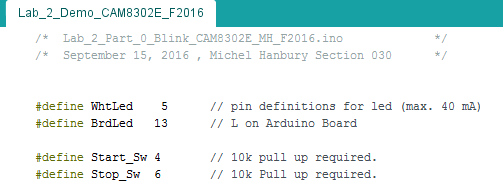 Lab_2_Demo_CAM8302E_F2016
/*  Lab_2_Part_0_Blink_CAM8302E_MH_F2016.ino            */
/*  September 15, 2016 , Michel Hanbury Section 030     */
#define WhtLed    5     // pin definitions for led (max. 40 mA)
#define BrdLed   13     // L on Arduino Board
#define Start_Sw 4      // 10k pull up required.
#define Stop_Sw  6      // 10k Pull up required.